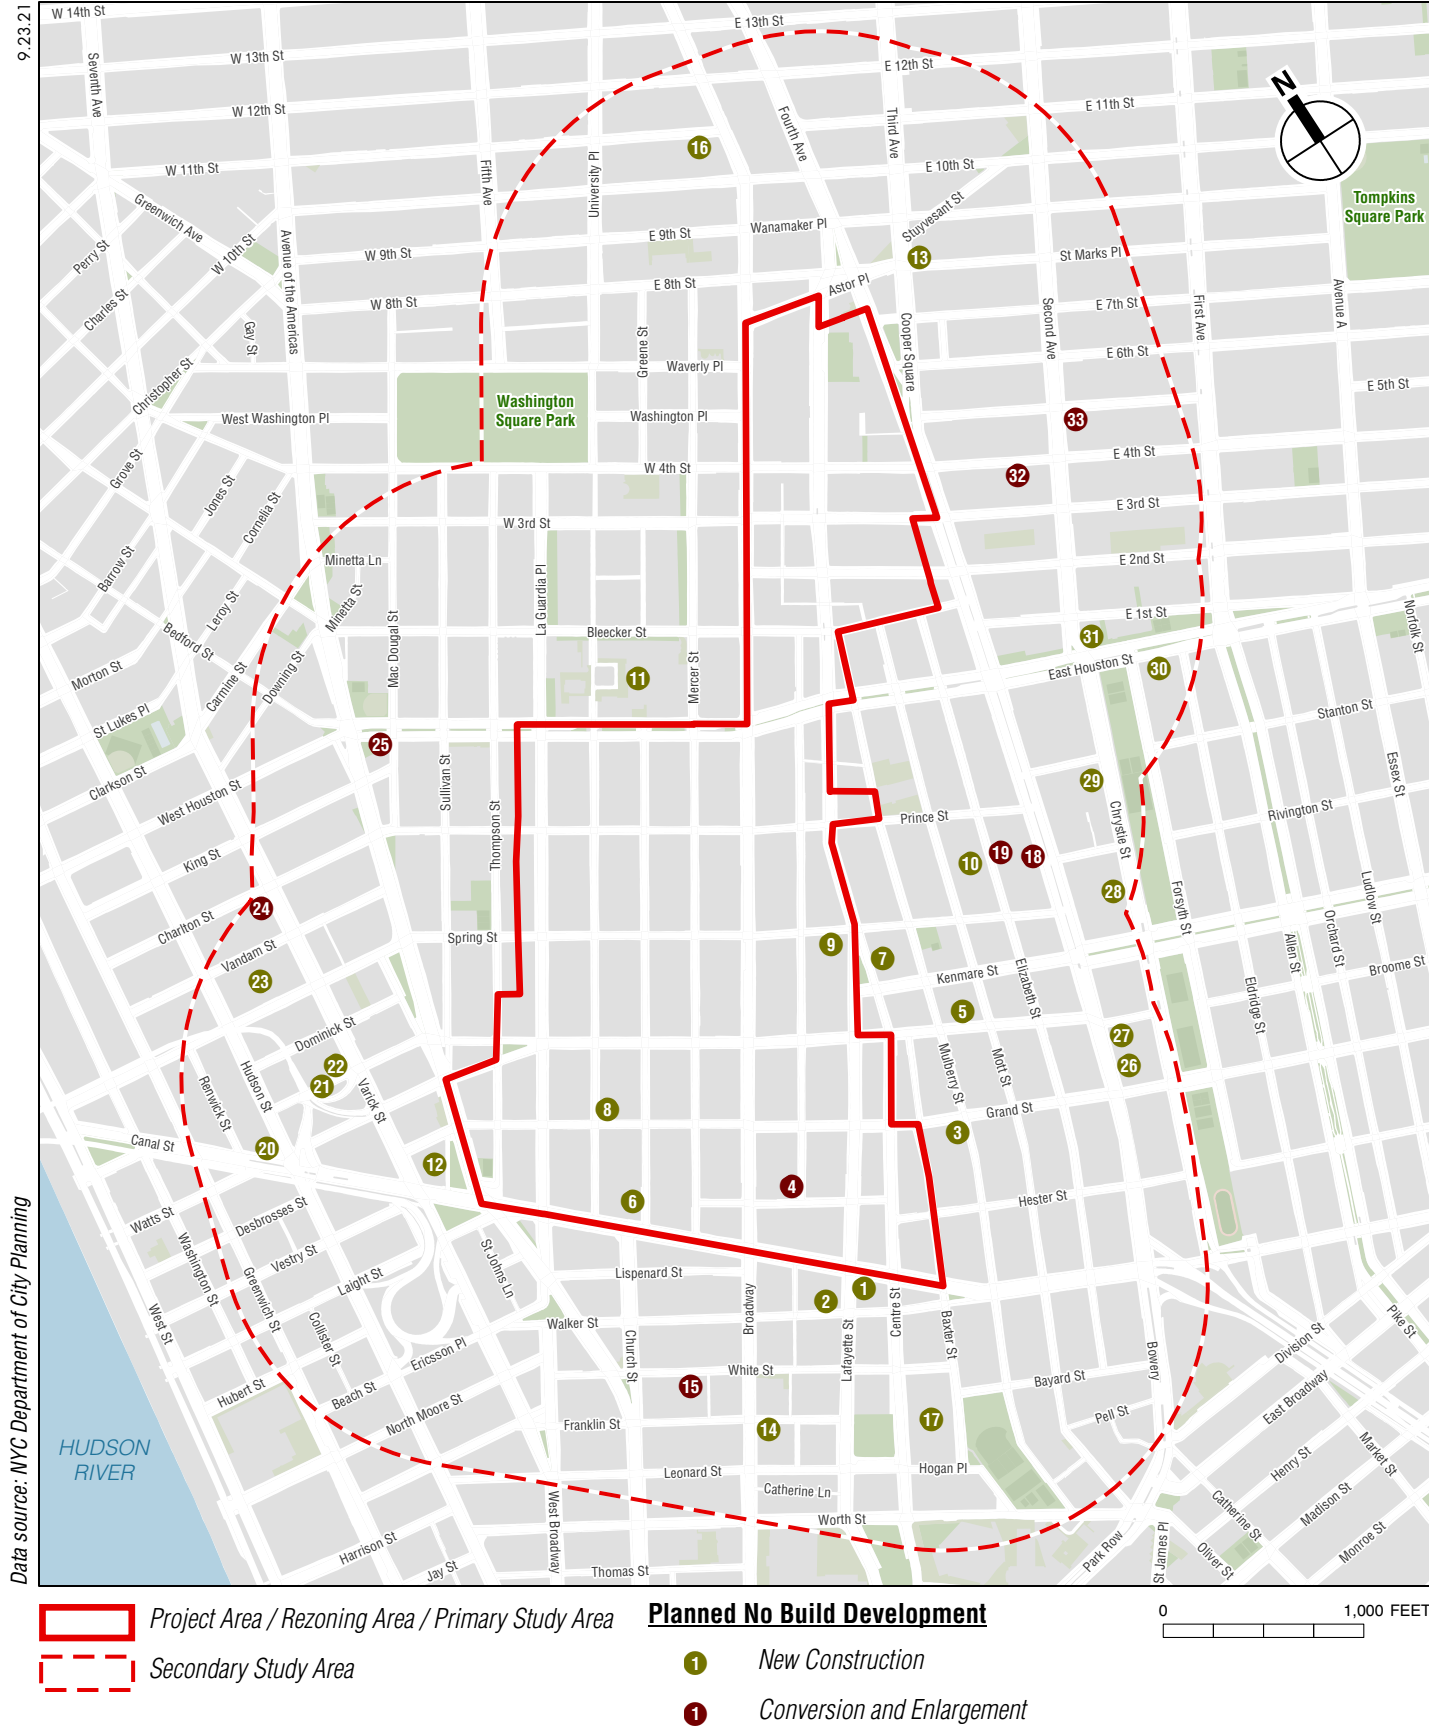 9.23.21
W 14th St
E 13th St
W 13th St
E 12th St
Seventh Ave
W 12th St
Fourth Ave
Third Ave
E 11th St
N
16
W 11th St
Fifth Ave
University Pl
E 10th St
Tompkins
Square Park
Greenwich Ave
Stuyvesant St
Perry St
W 10th St
Avenue of the Americas
W 9th St
E 9th St
Wanamaker Pl
13
St Marks Pl
Charles St
W 8th St
E 8th St
Astor Pl
Second Ave
E 7th St
First Ave
Avenue A
Gay St
Greene St
Cooper Square
E 6th St
Christopher St
Waverly Pl
E 5th St
Washington
Square Park
West Washington Pl
Washington Pl
33
Grove St
W 4th St
E 4th St
32
Jones St
Cornelia St
W 3rd St
E 3rd St
Barrow St
Minetta Ln
E 2nd St
Leroy St
Minetta St
La Guardia Pl
Mac Dougal St
E 1st St
Norfolk St
Bedford St
Bleecker St
31
Morton St
Carmine St
Downing St
11
Mercer St
East Houston St
30
St Lukes Pl
25
Stanton St
Clarkson St
Sullivan St
29
Essex St
West Houston St
Thompson St
Prince St
Chrystie St
Rivington St
King St
10
19
18
28
24
Charlton St
Forsyth St
Ludlow St
Vandam St
Spring St
9
7
Orchard St
Allen St
23
Kenmare St
Elizabeth St
Broome St
5
Eldridge St
Dominick St
27
22
21
26
Renwick St
Hudson St
Varick St
Mulberry St
Mott St
8
Grand St
Canal St
20
12
3
4
6
Hester St
Watts St
Desbrosses St
Washington St
Vestry St
Greenwich St
Laight St
St Johns Ln
Lispenard St
1
2
West St
Collister St
Walker St
Church St
Broadway
Lafayette St
Centre St
Baxter St
Bowery
Pike St
Division St
Ericsson Pl
White St
Hubert St
Beach St
15
Bayard St
East Broadway
North Moore St
Franklin St
14
17
Pell St
HUDSON
RIVER
Leonard St
Hogan Pl
Market St
Henry St
Catherine Ln
Catherine St
Madison St
West Broadway
Worth St
Harrison St
Park Row
St James Pl
Oliver St
Monroe St
Jay St
Thomas St
Data source: NYC Department of City Planning
Project Area / Rezoning Area / Primary Study Area
Secondary Study Area
Planned No Build Development
1 New Construction
1 Conversion and Enlargement
0 1,000 FEET